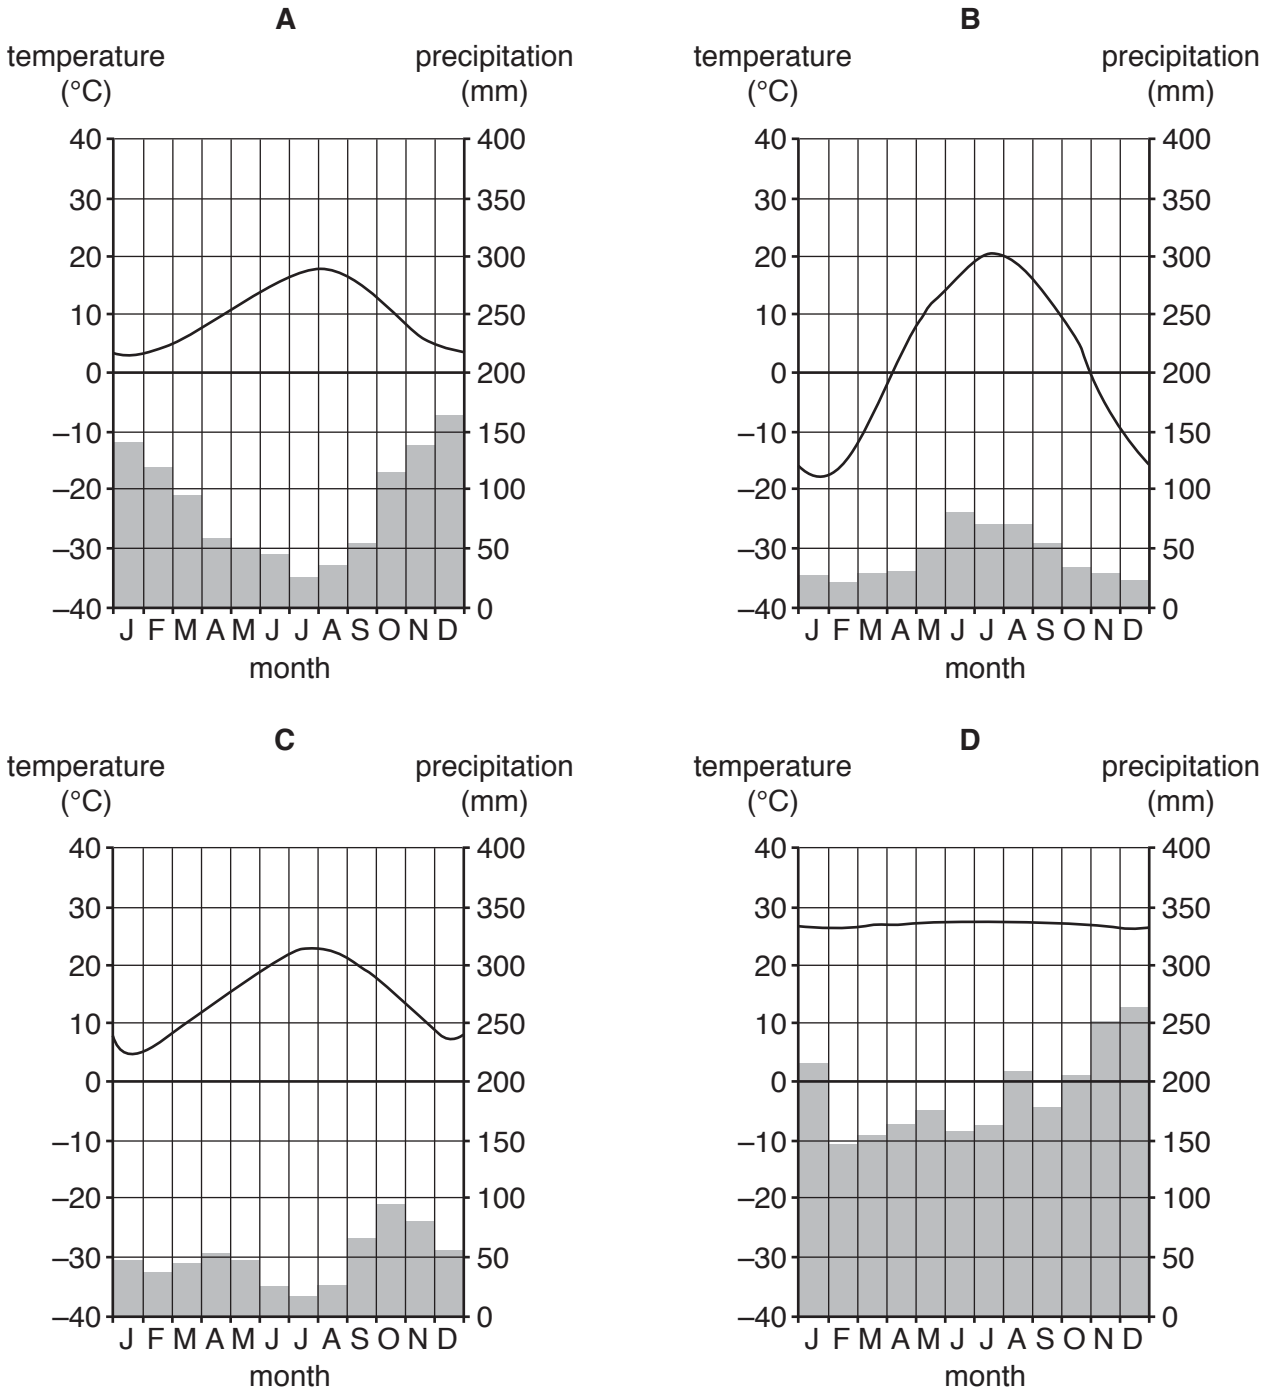 A
temperature (°C)
precipitation (mm)
40 400
30 350
20 300
10 250
0 200
–10 150
–20 100
–30 50
–40 0
J F M A M J J A S O N D
month
B
temperature (°C)
precipitation (mm)
40 400
30 350
20 300
10 250
0 200
–10 150
–20 100
–30 50
–40 0
J F M A M J J A S O N D
month
C
temperature (°C)
precipitation (mm)
40 400
30 350
20 300
10 250
0 200
–10 150
–20 100
–30 50
–40 0
J F M A M J J A S O N D
month
D
temperature (°C)
precipitation (mm)
40 400
30 350
20 300
10 250
0 200
–10 150
–20 100
–30 50
–40 0
J F M A M J J A S O N D
month